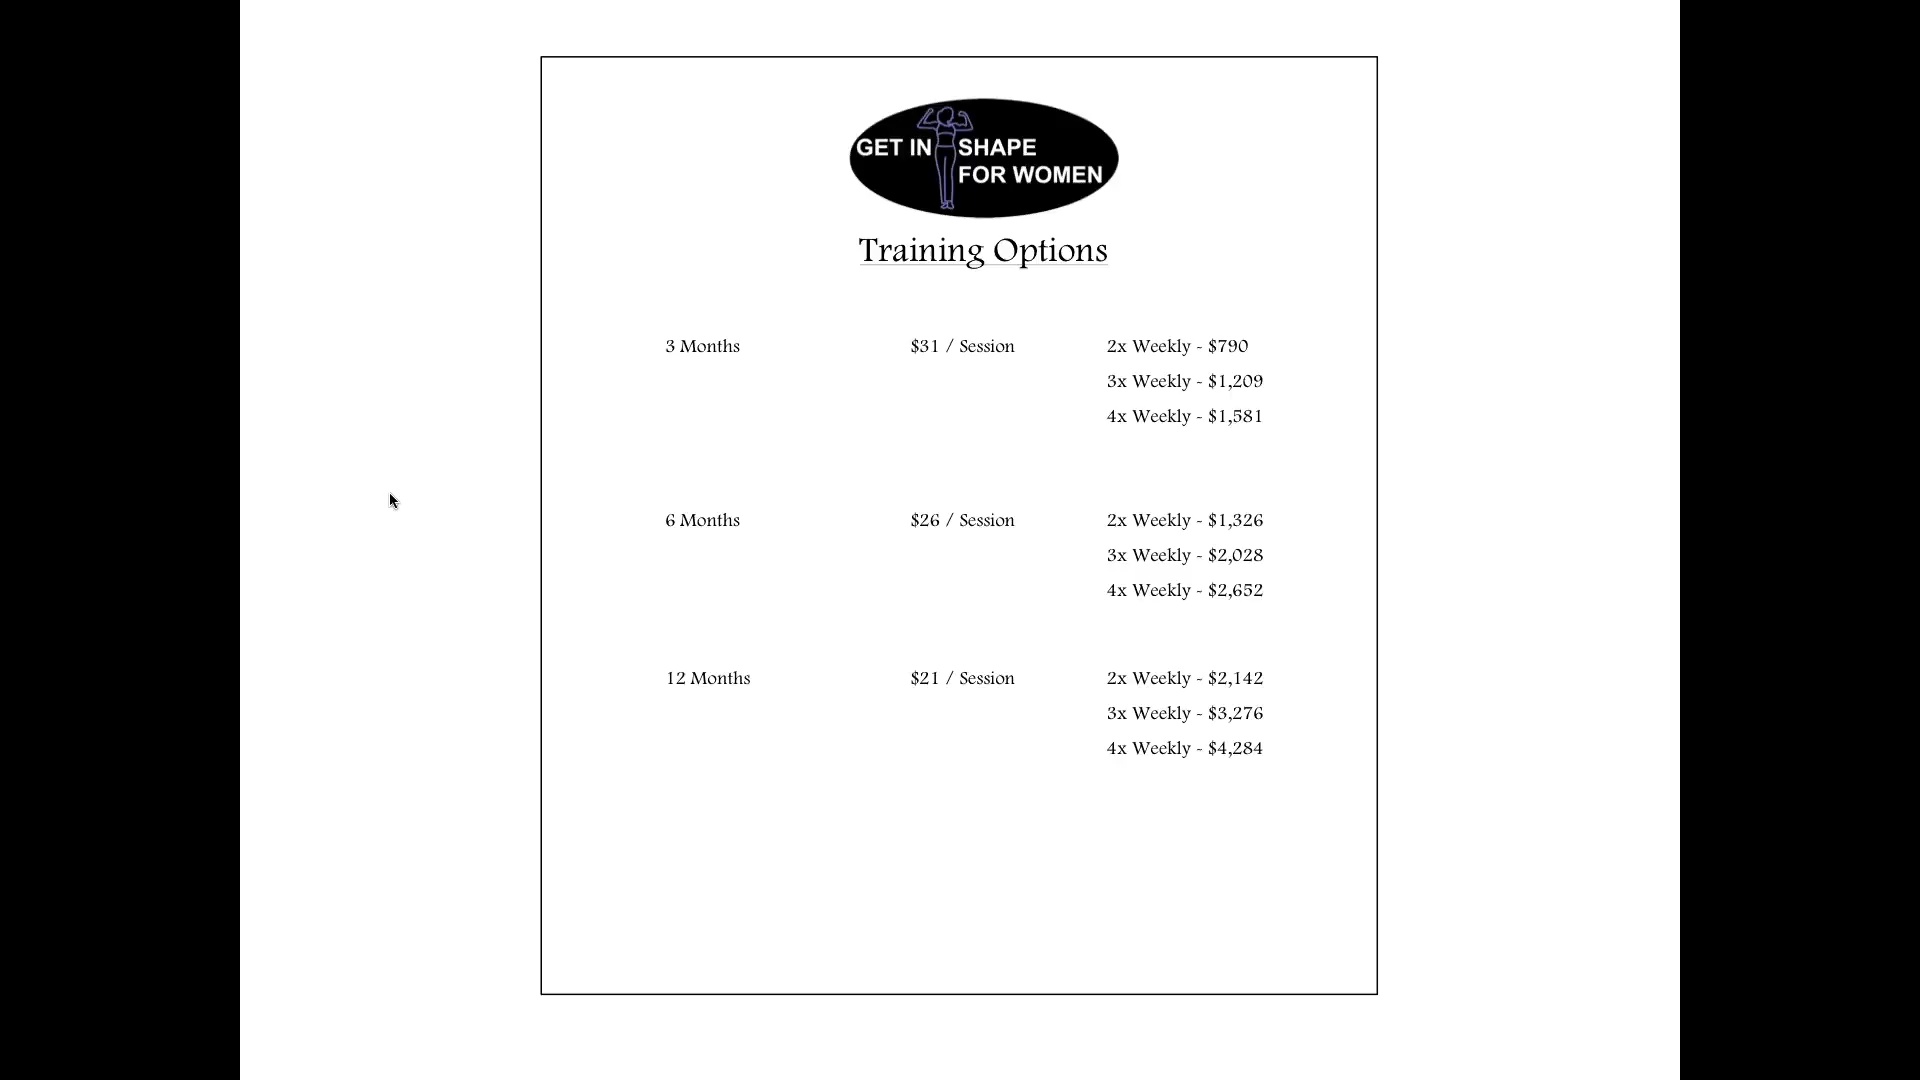 GET IN SHAPE
FOR WOMEN
Training Options
3 Months $31 / Session 2x Weekly - $790
3x Weekly - $1,209
4x Weekly - $1,581
6 Months $26 / Session 2x Weekly - $1,326
3x Weekly - $2,028
4x Weekly - $2,652
12 Months $21 / Session 2x Weekly - $2,142
3x Weekly - $3,276
4x Weekly - $4,284